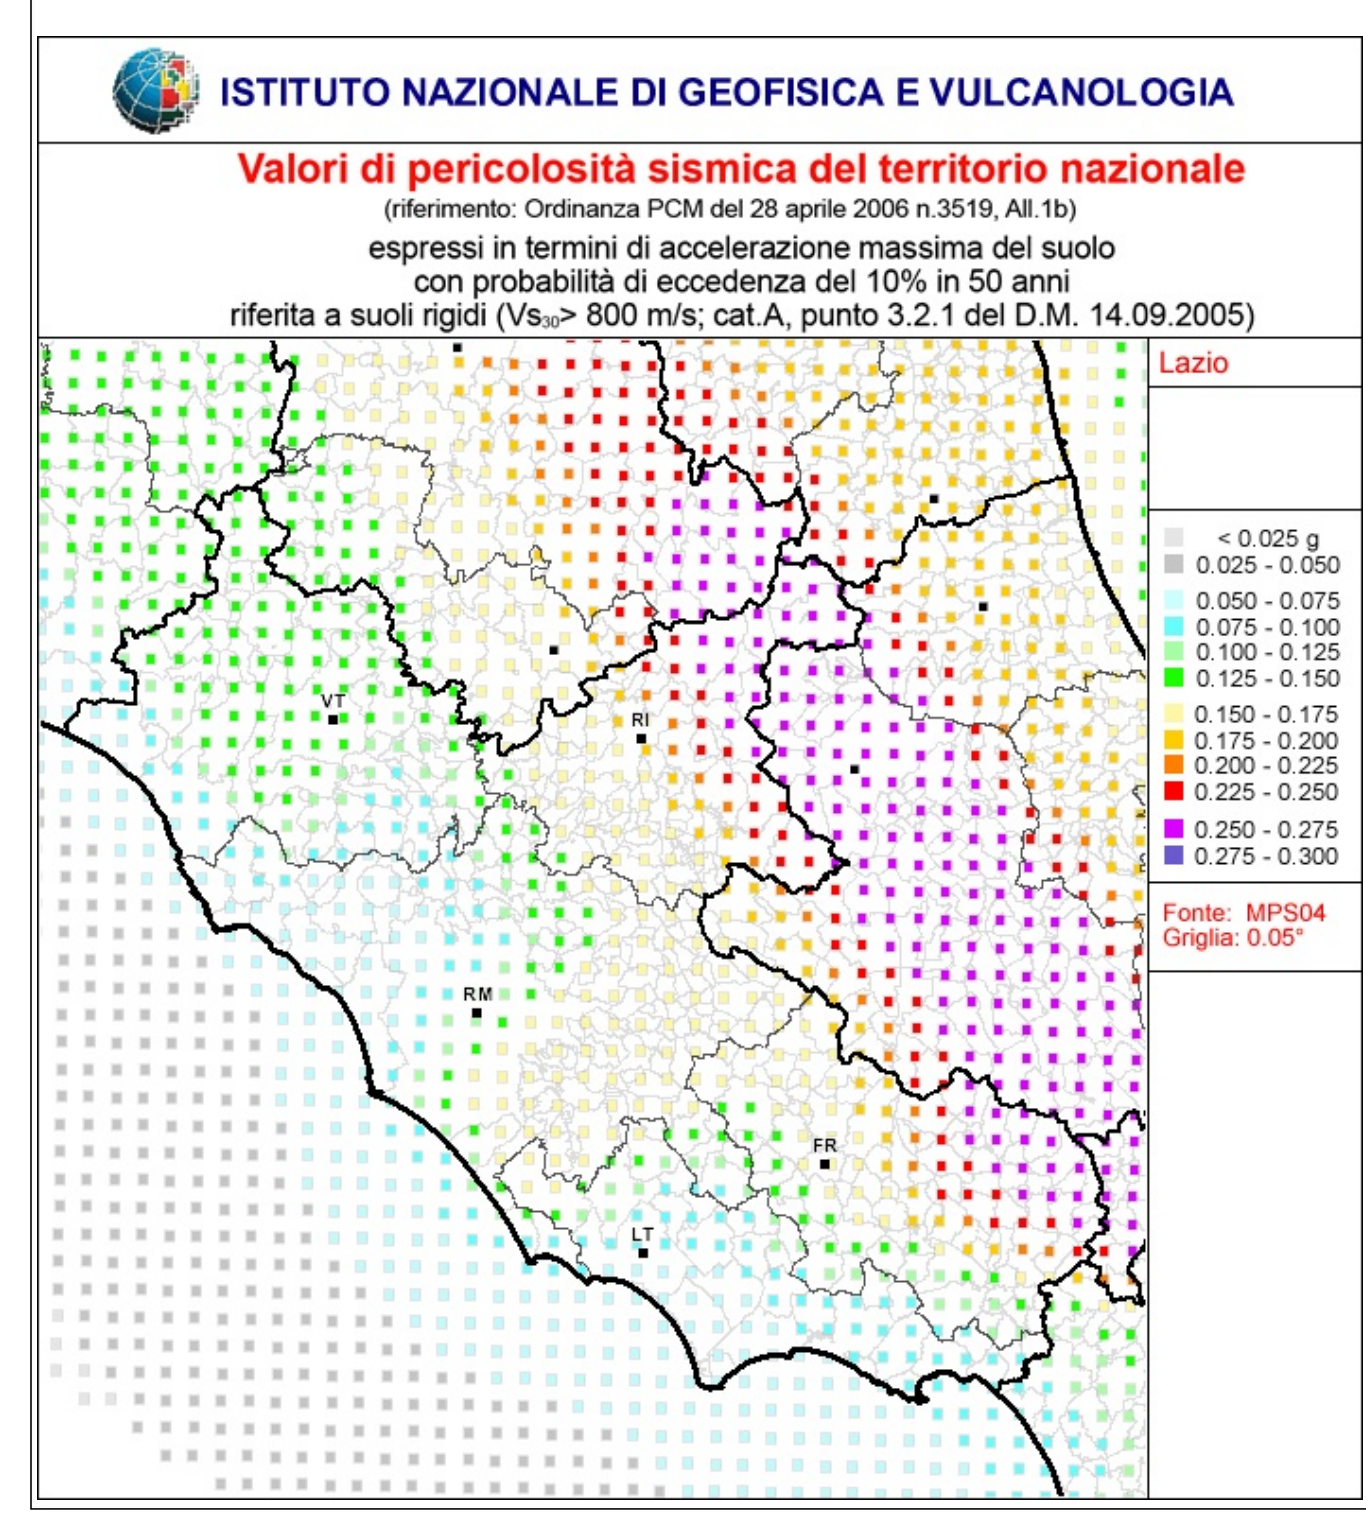 ISTITUTO NAZIONALE DI GEOFISICA E VULCANOLOGIA
Valori di pericolosità sismica del territorio nazionale
(riferimento: Ordinanza PCM del 28 aprile 2006 n.3519, All.1b)
espressi in termini di accelerazione massima del suolo
con probabilità di eccedenza del 10% in 50 anni
riferita a suoli rigidi (Vs30> 800 m/s; cat.A, punto 3.2.1 del D.M. 14.09.2005)
Lazio
< 0.025 g
0.025 - 0.050
0.050 - 0.075
0.075 - 0.100
0.100 - 0.125
0.125 - 0.150
0.150 - 0.175
0.175 - 0.200
0.200 - 0.225
0.225 - 0.250
0.250 - 0.275
0.275 - 0.300
Fonte: MPS04
Griglia: 0.05°
VT
RI
RM
FR
LT